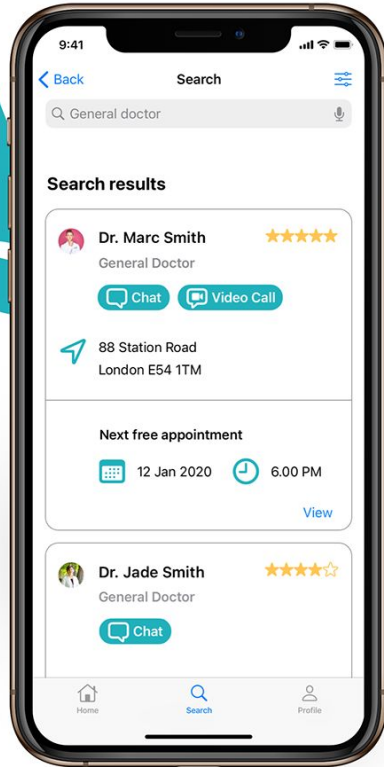 9:41
Back
Search
General doctor
Search results
Dr. Marc Smith
General Doctor
Chat
Video Call
88 Station Road
London E54 1TM
Next free appointment
12 Jan 2020
6.00 PM
View
Dr. Jade Smith
General Doctor
Chat
Home
Search
Profile